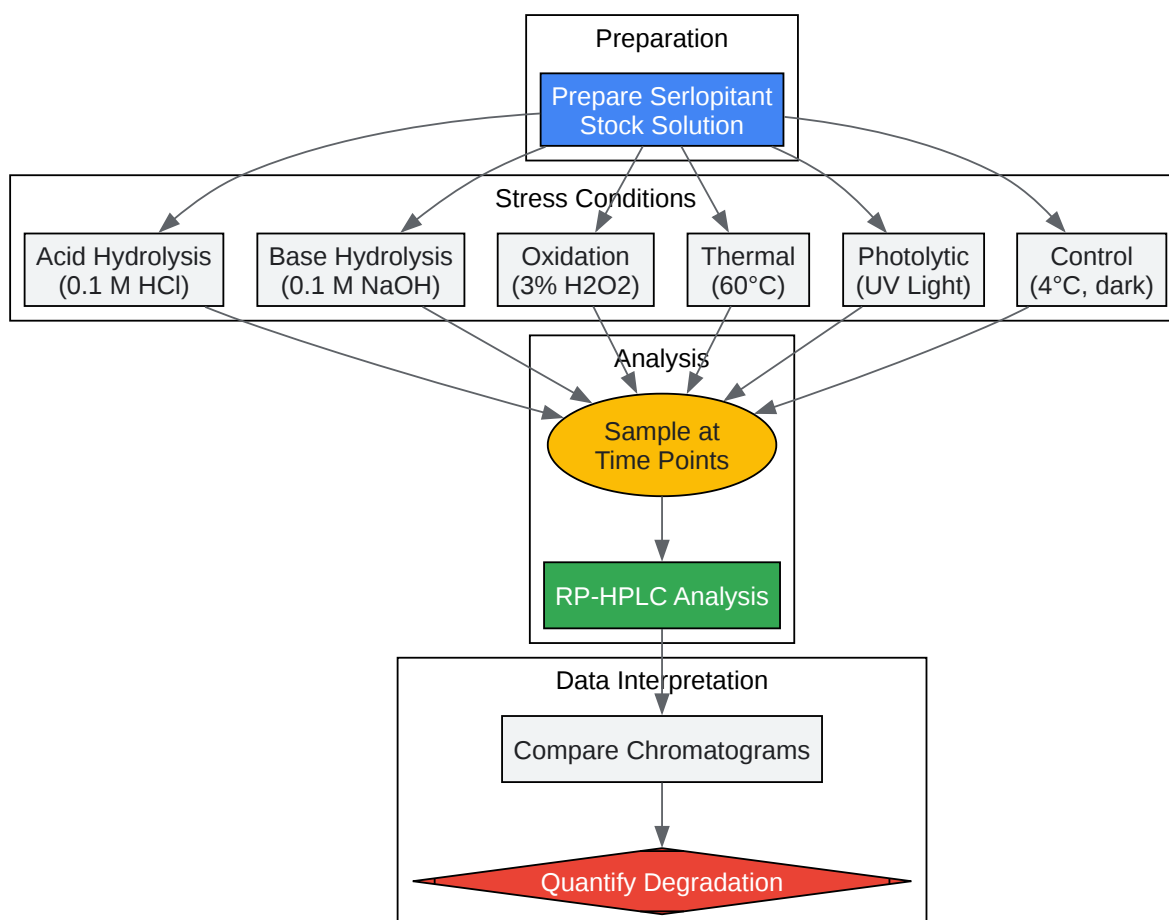 Preparation
Prepare Serlopitant
Stock Solution
Stress Conditions
Acid Hydrolysis
(0.1 M HCl)
Base Hydrolysis
(0.1 M NaOH)
Oxidation
(3% H2O2)
Thermal
(60°C)
Photolytic
(UV Light)
Control
(4°C, dark)
Analysis
Sample at
Time Points
RP-HPLC Analysis
Data Interpretation
Compare Chromatograms
Quantify Degradation